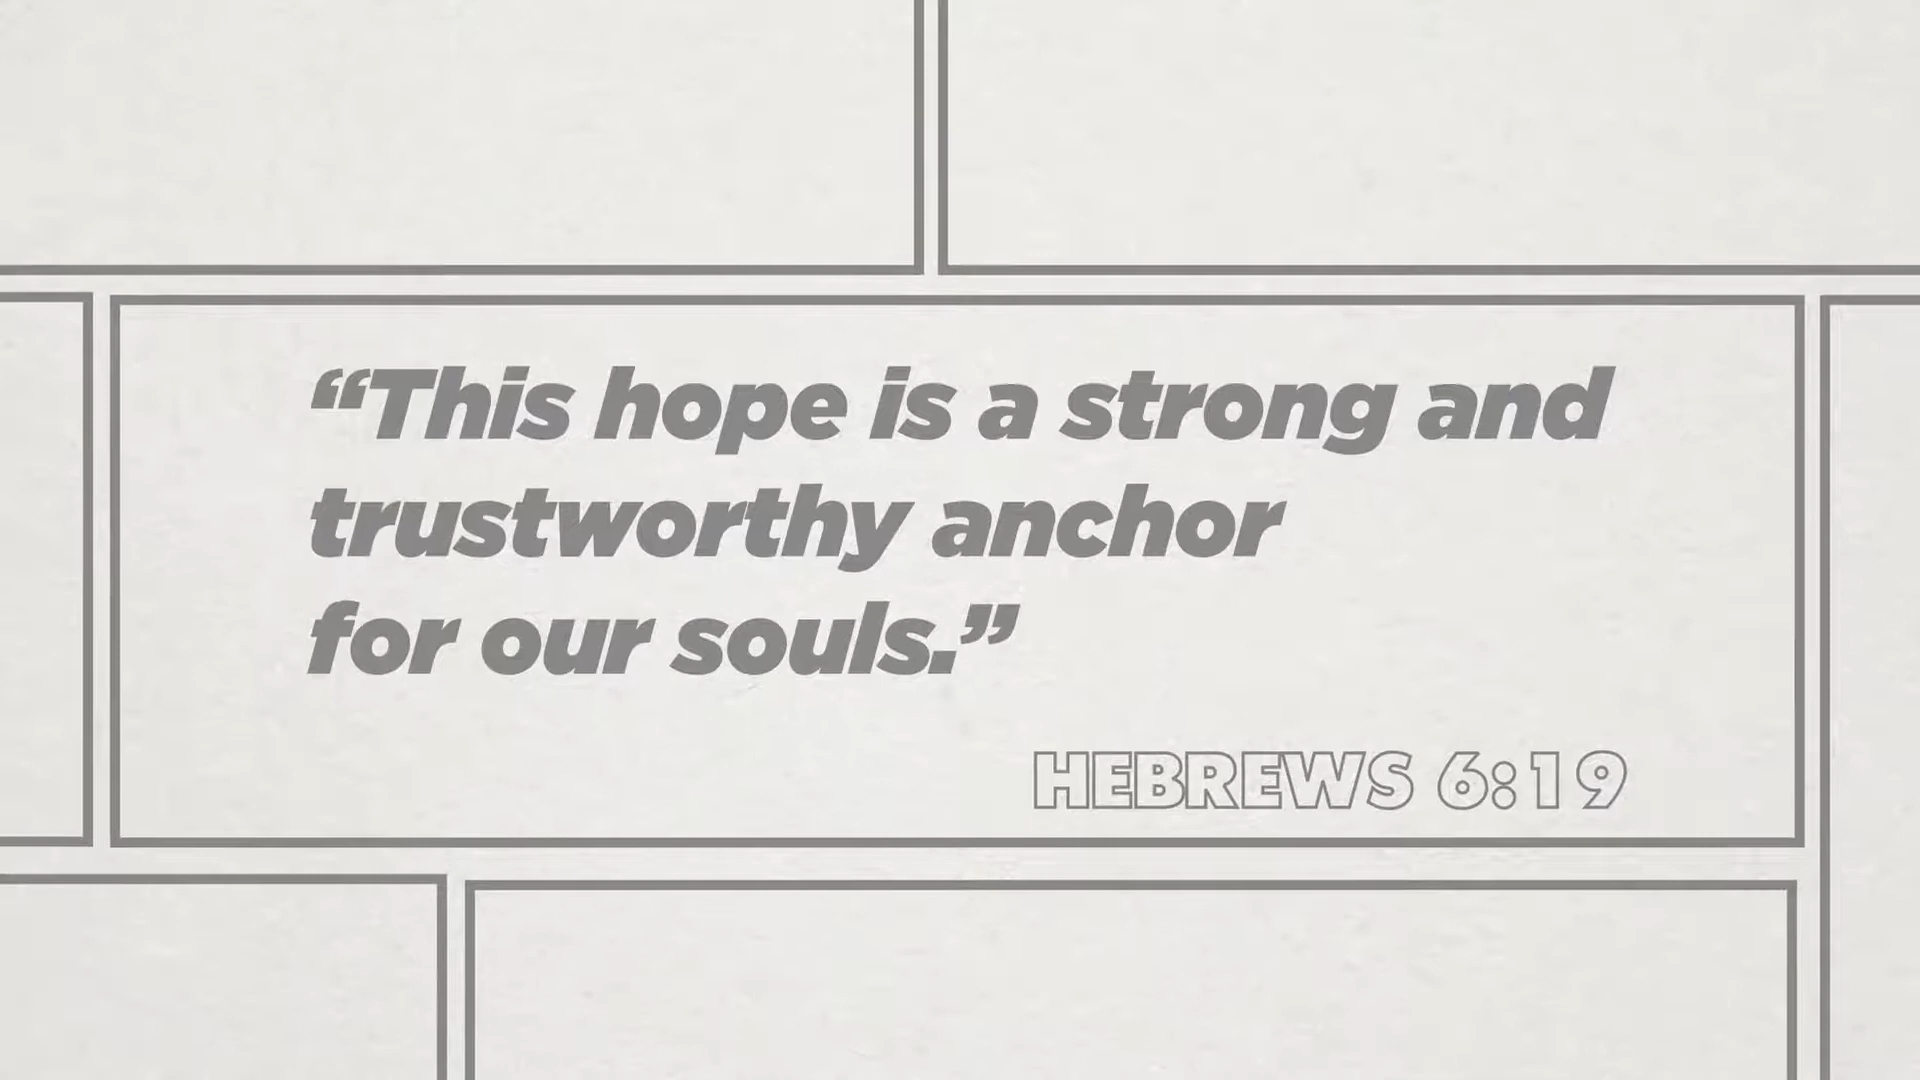 “This hope is a strong and
trustworthy anchor
for our souls.”
HEBREWS 6:19